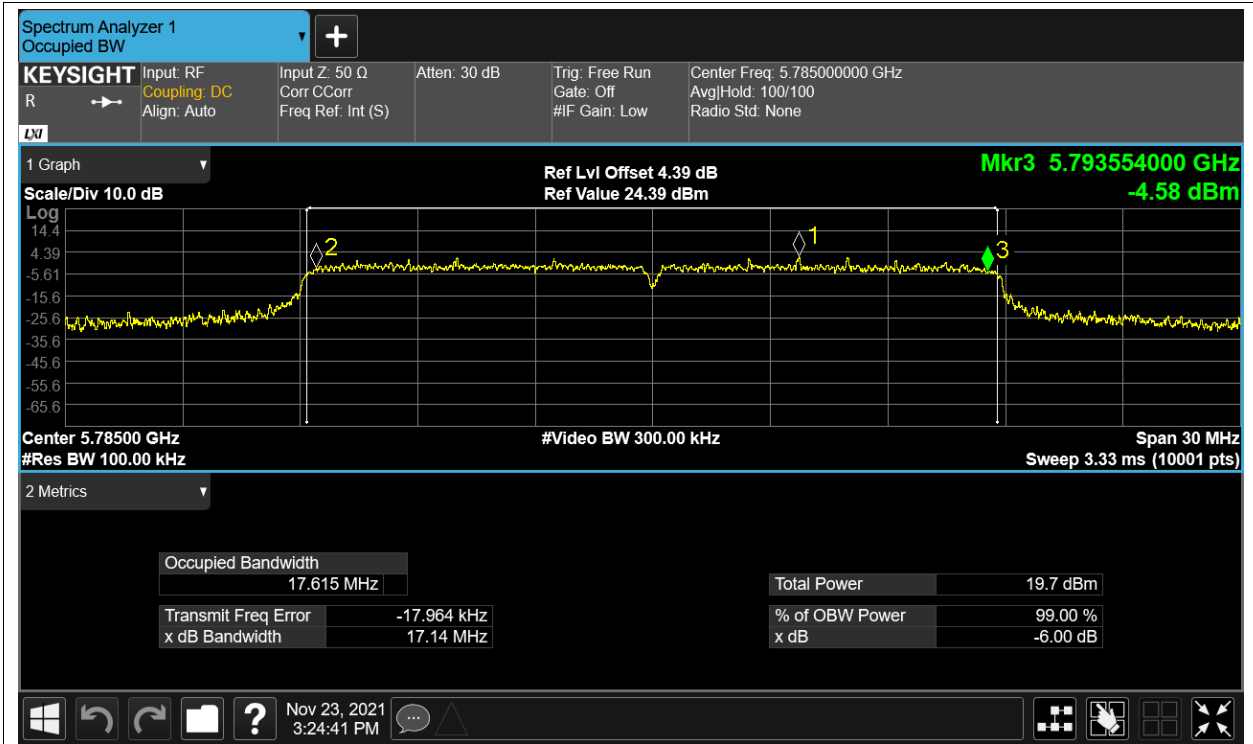 Spectrum Analyzer 1
Occupied BW
KEYSIGHT
R
LXI
Input: RF
Coupling: DC
Align: Auto
Input Z: 50 Ω
Corr CCorr
Freq Ref: Int (S)
Atten: 30 dB
Trig: Free Run
Gate: Off
#IF Gain: Low
Center Freq: 5.785000000 GHz
Avg|Hold: 100/100
Radio Std: None
1 Graph
Scale/Div 10.0 dB
Ref Lvl Offset 4.39 dB
Ref Value 24.39 dBm
Mkr3 5.793554000 GHz
-4.58 dBm
Log
14.4
4.39
-5.61
-15.6
-25.6
-35.6
-45.6
-55.6
-65.6
2
1
3
Center 5.78500 GHz
#Res BW 100.00 kHz
#Video BW 300.00 kHz
Span 30 MHz
Sweep 3.33 ms (10001 pts)
2 Metrics
Occupied Bandwidth
17.615 MHz
Transmit Freq Error -17.964 kHz
x dB Bandwidth 17.14 MHz
Total Power 19.7 dBm
% of OBW Power 99.00 %
x dB -6.00 dB
?
Nov 23, 2021
3:24:41 PM